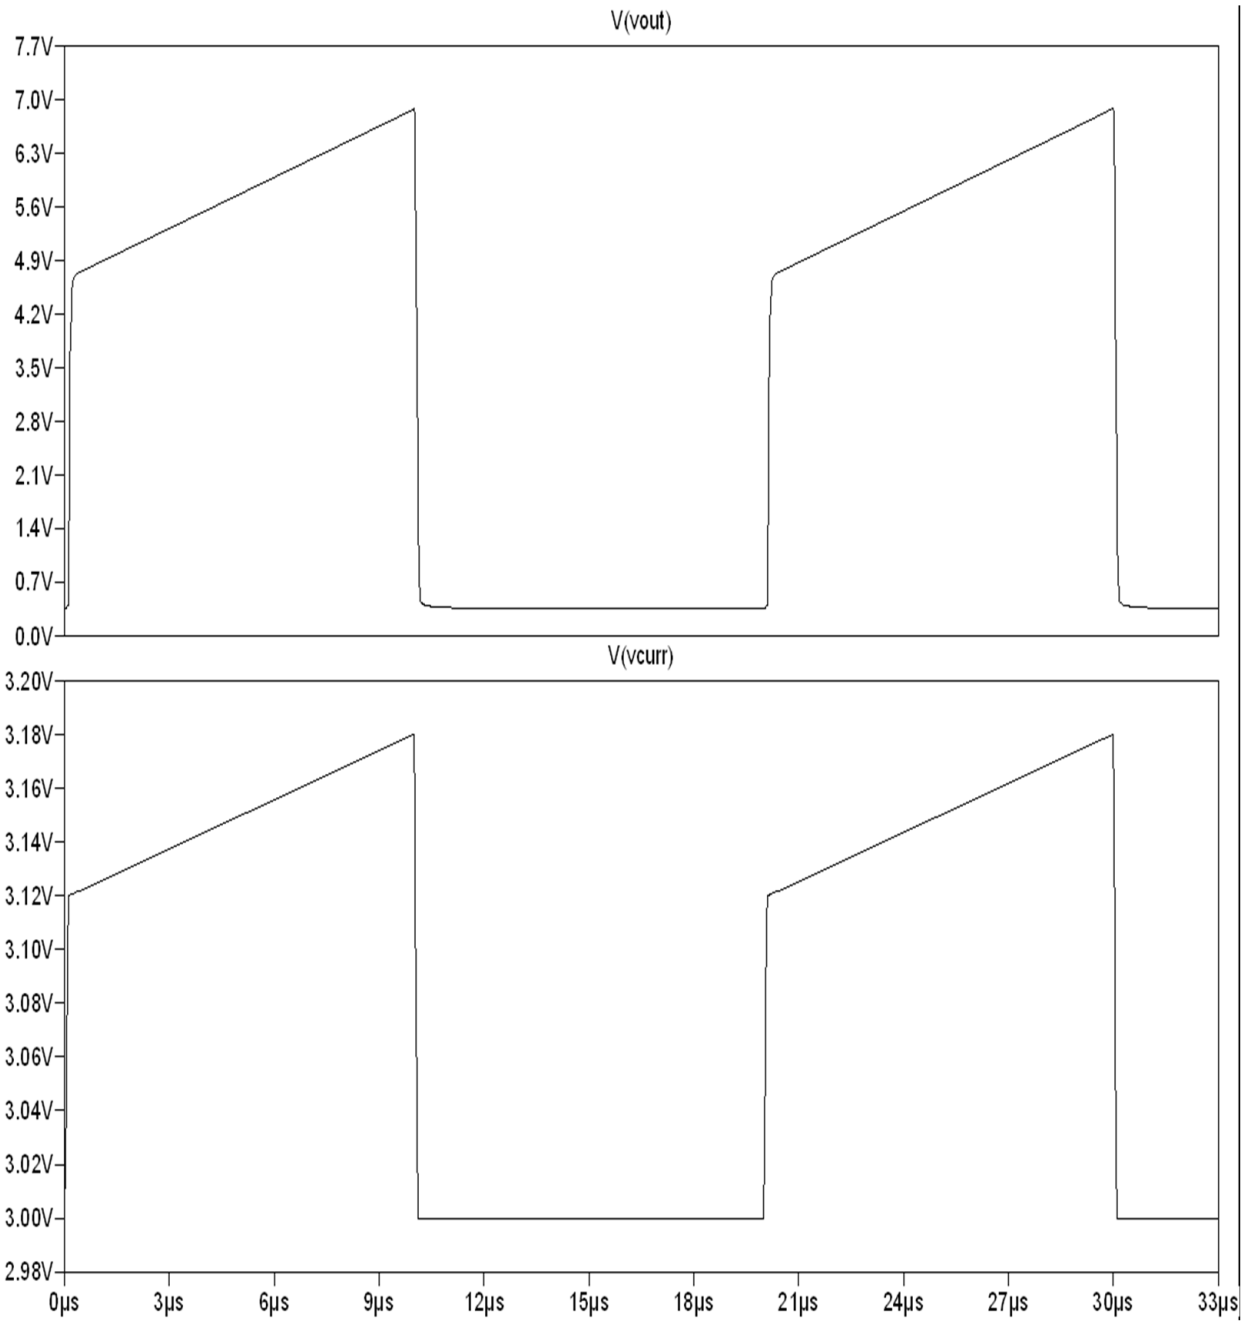 V(vout)
7.7V
7.0V
6.3V
5.6V
4.9V
4.2V
3.5V
2.8V
2.1V
1.4V
0.7V
0.0V
V(vcurr)
3.20V
3.18V
3.16V
3.14V
3.12V
3.10V
3.08V
3.06V
3.04V
3.02V
3.00V
2.98V
0µs 3µs 6µs 9µs 12µs 15µs 18µs 21µs 24µs 27µs 30µs 33µs